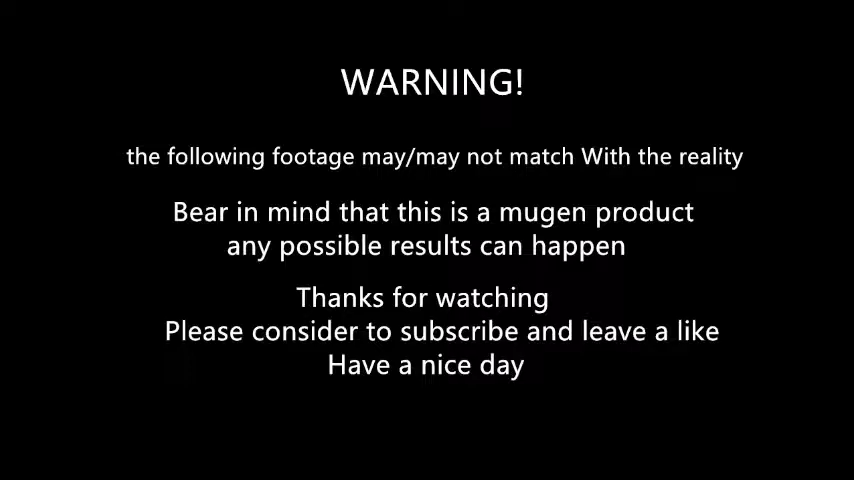 WARNING!
the following footage may/may not match With the reality
Bear in mind that this is a mugen product
any possible results can happen
Thanks for watching
Please consider to subscribe and leave a like
Have a nice day